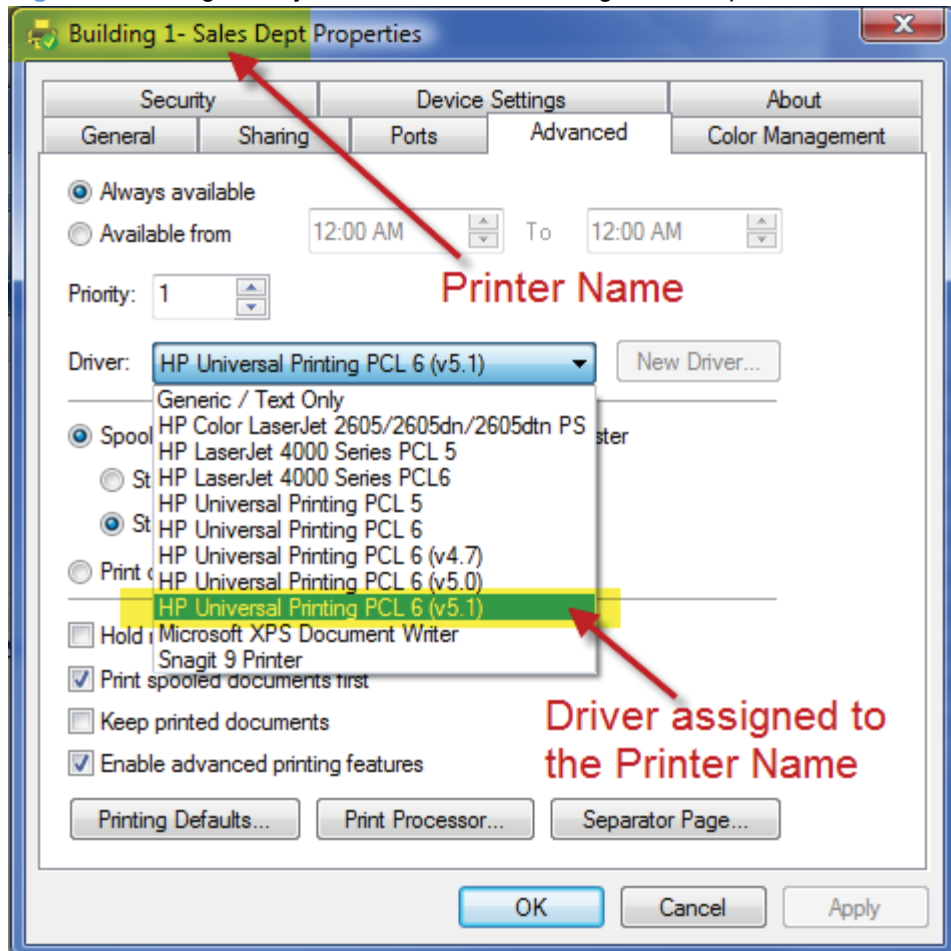 Building 1- Sales Dept Properties
Security Device Settings About
General Sharing Ports Advanced Color Management
Always available
Available from 12:00 AM To 12:00 AM
Printer Name
Priority: 1
Driver: HP Universal Printing PCL 6 (v5.1) New Driver...
Generic / Text Only
HP Color LaserJet 2605/2605dn/2605dtn PS
Spool ster
HP LaserJet 4000 Series PCL 5
St HP LaserJet 4000 Series PCL6
HP Universal Printing PCL 5
St HP Universal Printing PCL 6
HP Universal Printing PCL 6 (v4.7)
Print HP Universal Printing PCL 6 (v5.0)
HP Universal Printing PCL 6 (v5.1)
Hold Microsoft XPS Document Writer
Snagit 9 Printer
Print spooled documents first
Keep printed documents
Driver assigned to
the Printer Name
Enable advanced printing features
Printing Defaults... Print Processor... Separator Page...
OK Cancel Apply